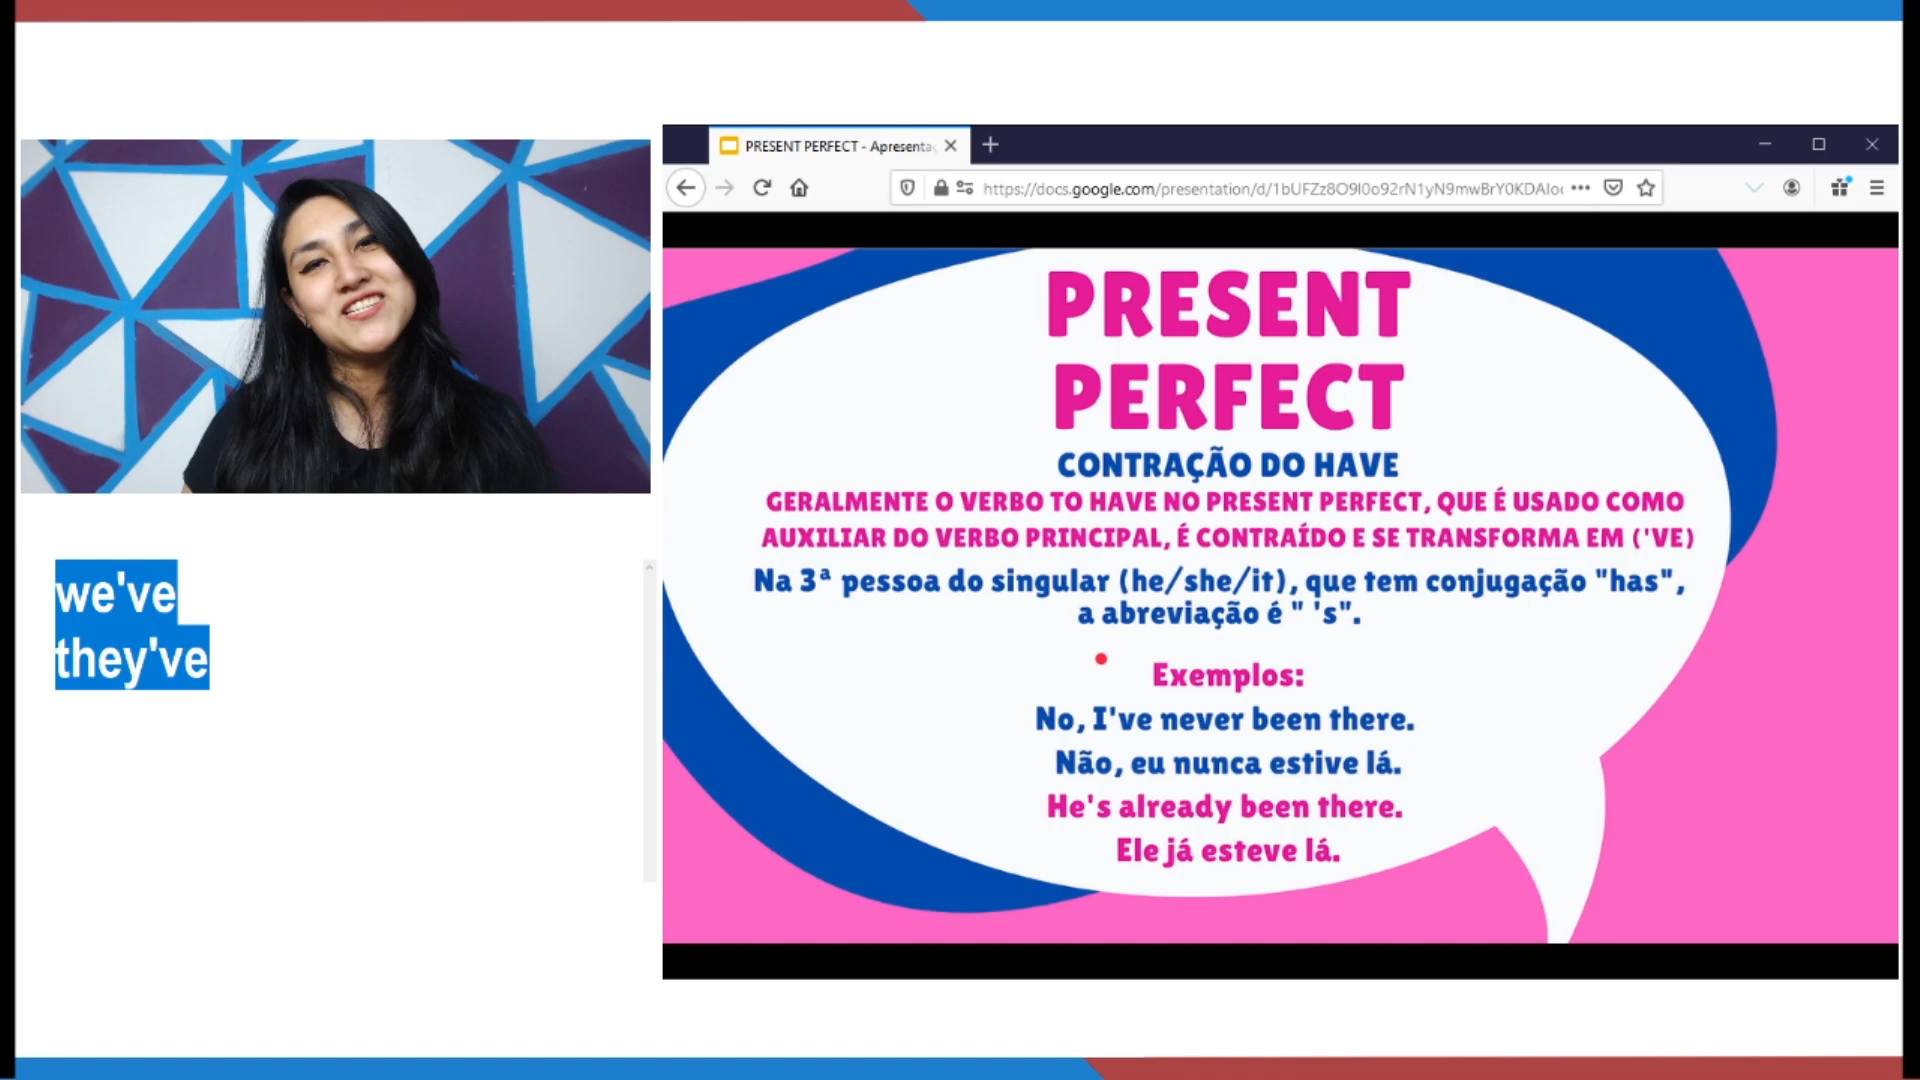 we've
they've
PRESENT PERFECT - Apresentaç
https://docs.google.com/presentation/d/
PRESENT
PERFECT
CONTRAÇÃO DO HAVE
GERALMENTE O VERBO TO HAVE NO PRESENT PERFECT, QUE É USADO COMO
AUXILIAR DO VERBO PRINCIPAL, É CONTRAÍDO E SE TRANSFORMA EM ('VE)
Na 3ª pessoa do singular (he/she/it), que tem conjugação "has",
a abreviação é " 's".
Exemplos:
No, I've never been there.
Não, eu nunca estive lá.
He's already been there.
Ele já esteve lá.